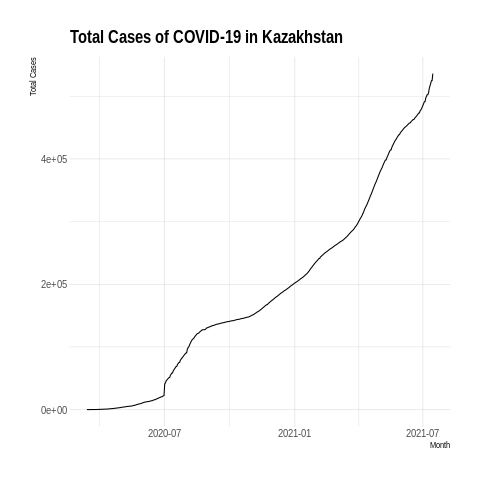 Total Cases of COVID-19 in Kazakhstan
Total Cases
4e+05
2e+05
0e+00
2020-07
2021-01
2021-07
Month